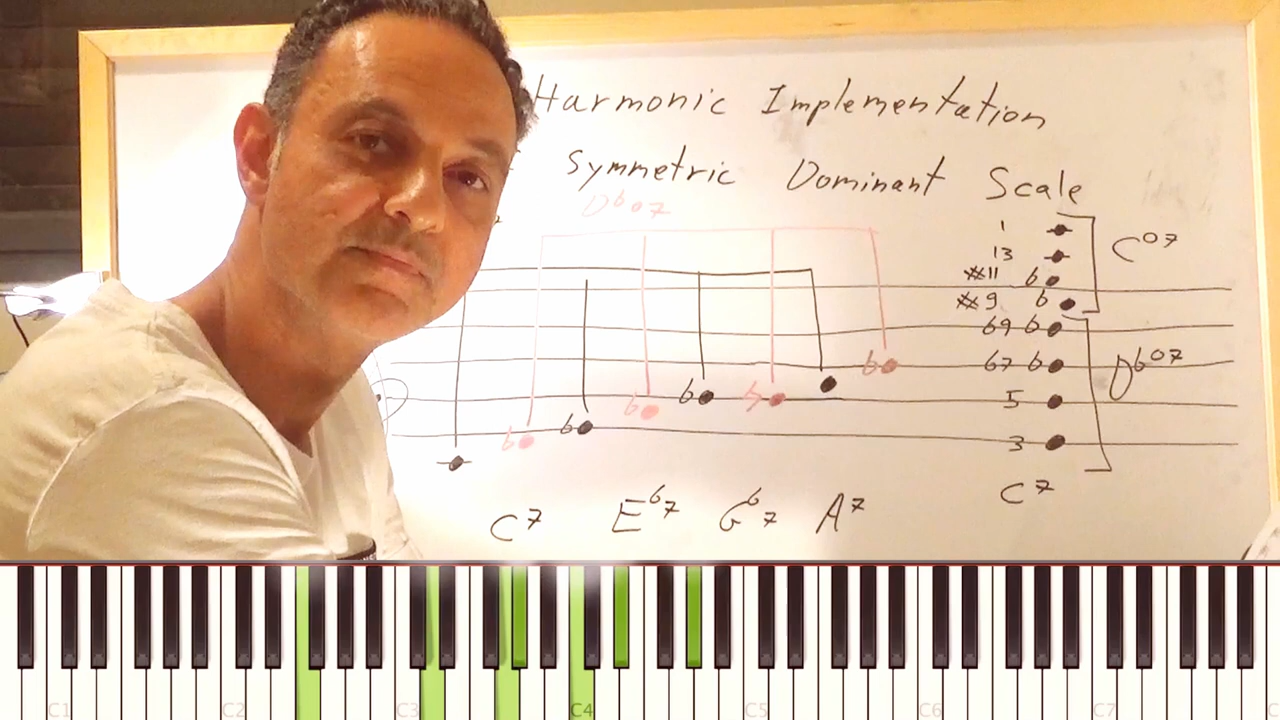 Harmonic Implementation
Symmetric Dominant Scale
D♭o7
1
13
#11 ♭
#9 ♭
♭9 ♭
♭7 ♭
5
3
C7
C°7
D♭°7
♭ ♭ ♭ ♭ ♮ ♭
C7 E♭7 G♭7 A7
C1 C2 C3 C4 C5 C6 C7